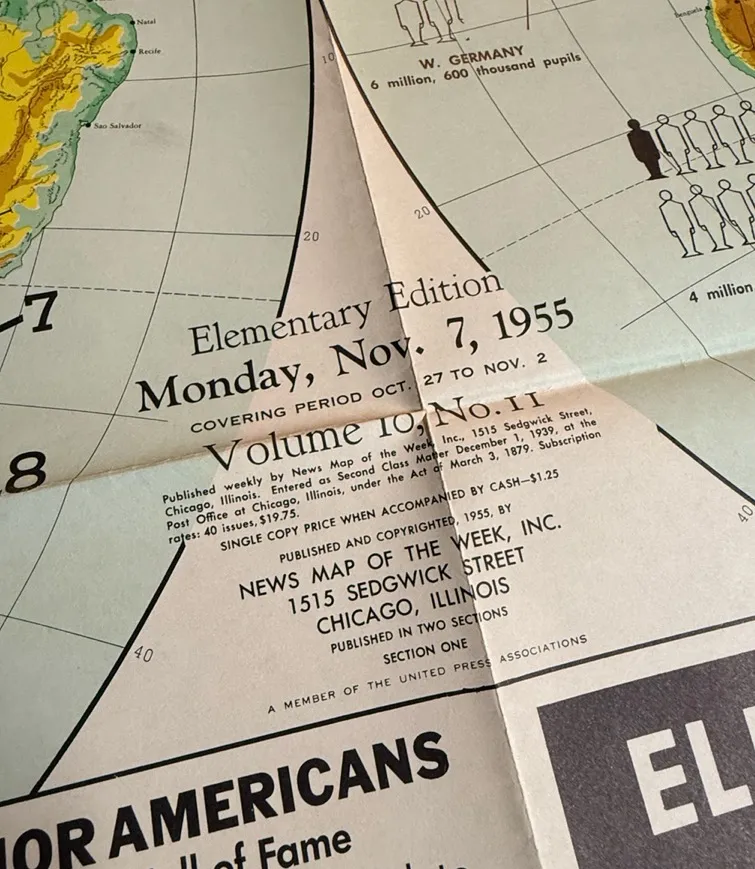 Natal
Recife
Sao Salvador
10
W. GERMANY
6 million, 600 thousand pupils
Benguela
20
20
7
4 million
Elementary Edition
Monday, Nov. 7, 1955
COVERING PERIOD OCT. 27 TO NOV. 2
Volume 10, No. 11
Published weekly by News Map of the Week, Inc., 1515 Sedgwick Street,
Chicago, Illinois. Entered as Second Class Matter December 1, 1939, at the
Post Office at Chicago, Illinois, under the Act of March 3, 1879. Subscription
rates: 40 issues, $19.75.
SINGLE COPY PRICE WHEN ACCOMPANIED BY CASH—$1.25
PUBLISHED AND COPYRIGHTED, 1955, BY
NEWS MAP OF THE WEEK, INC.
1515 SEDGWICK STREET
CHICAGO, ILLINOIS
PUBLISHED IN TWO SECTIONS
SECTION ONE
A MEMBER OF THE UNITED PRESS ASSOCIATIONS
8
40
40
AMERICANS
of Fame
EL